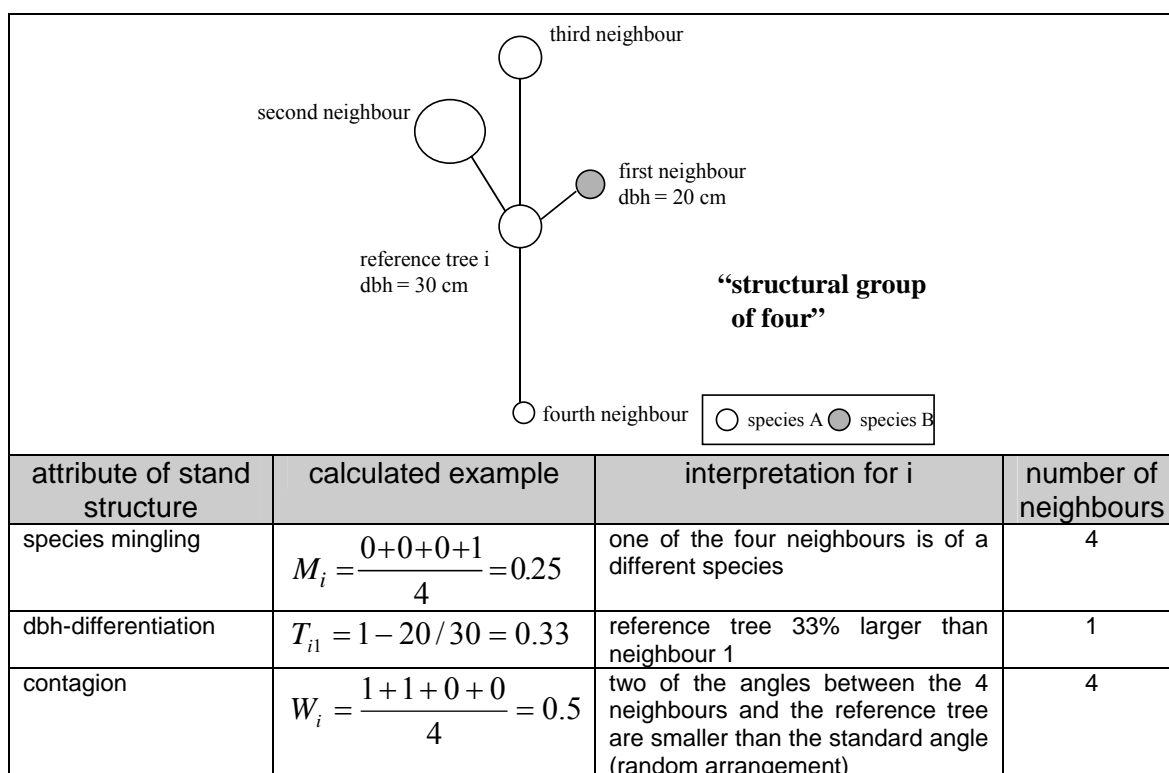 third neighbour
second neighbour
first neighbour
dbh = 20 cm
reference tree i
dbh = 30 cm
“structural group
of four”
fourth neighbour
species A
species B
attribute of stand structure
calculated example
interpretation for i
number of neighbours
species mingling
M_i = (0+0+0+1)/4 = 0.25
one of the four neighbours is of a
different species
4
dbh-differentiation
T_{i1} = 1 − 20 / 30 = 0.33
reference tree 33% larger than
neighbour 1
1
contagion
W_i = (1+1+0+0)/4 = 0.5
two of the angles between the 4
neighbours and the reference tree
are smaller than the standard angle
(random arrangement)
4